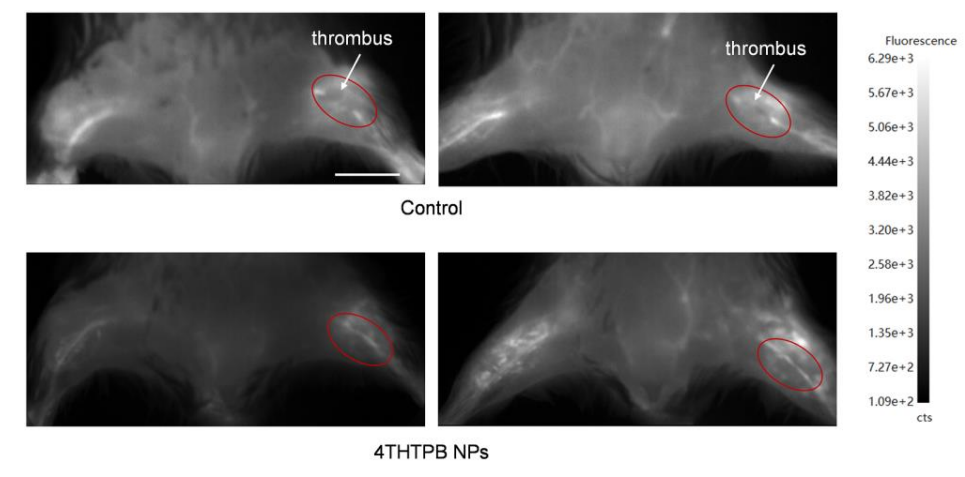 thrombus
thrombus
Control
4THTPB NPs
Fluorescence
6.29e+3
5.67e+3
5.06e+3
4.44e+3
3.82e+3
3.20e+3
2.58e+3
1.96e+3
1.35e+3
7.27e+2
1.09e+2
cts